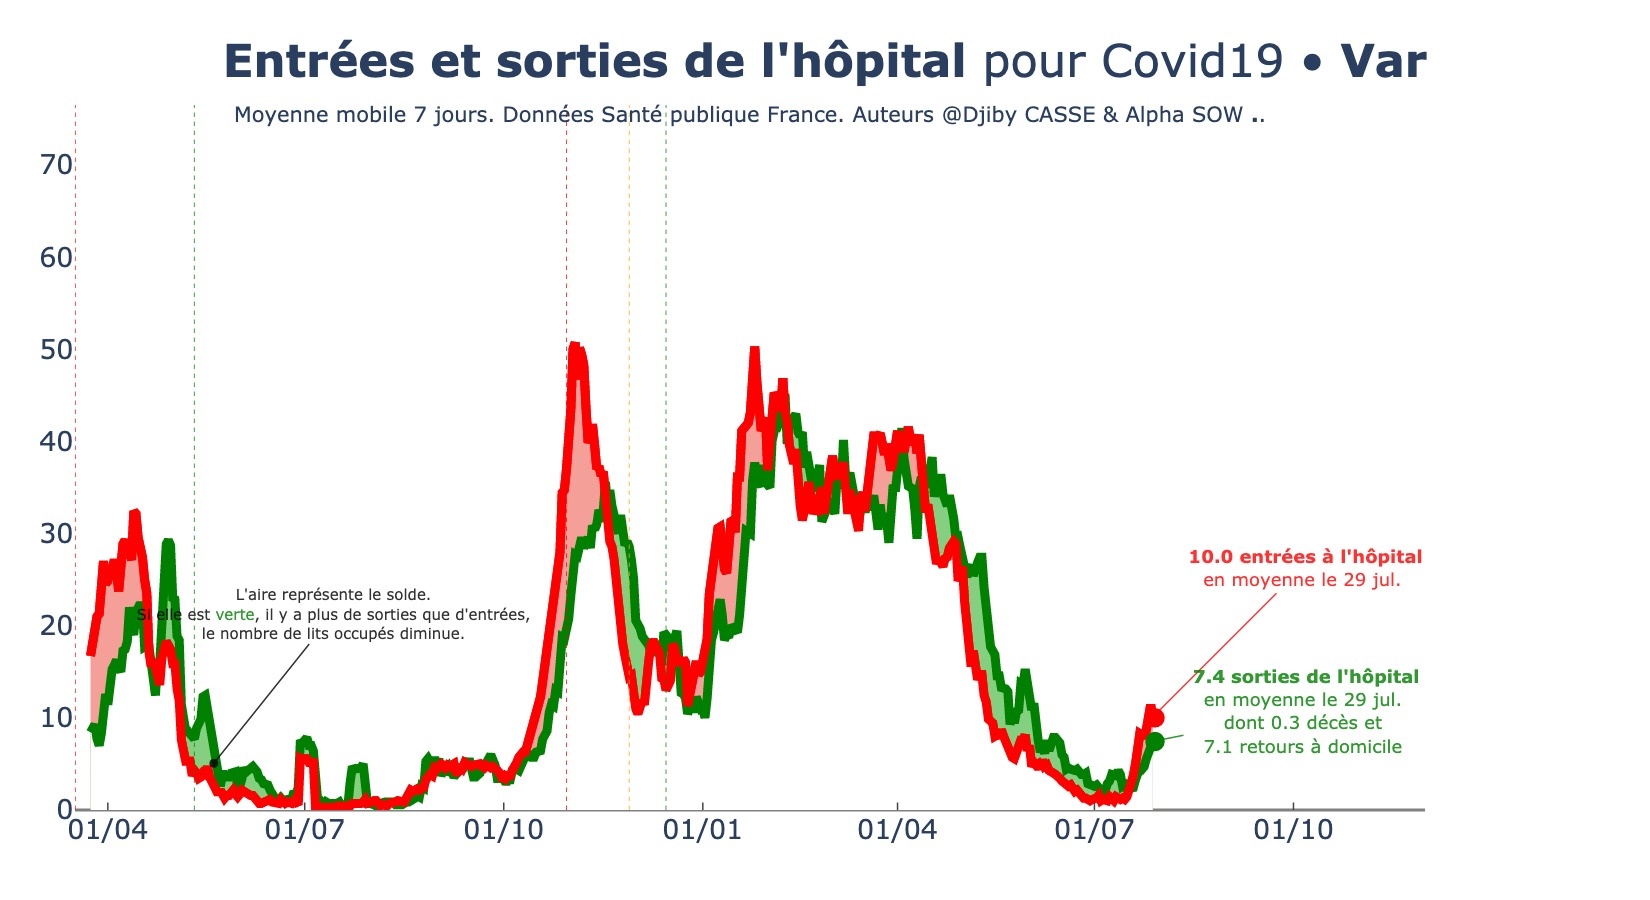 Entrées et sorties de l'hôpital pour Covid19 • Var
Moyenne mobile 7 jours. Données Santé publique France. Auteurs @Djiby CASSE & Alpha SOW ..
70
60
50
40
30
20
10
0
L'aire représente le solde.
Si elle est verte, il y a plus de sorties que d'entrées,
le nombre de lits occupés diminue.
10.0 entrées à l'hôpital
en moyenne le 29 jul.
7.4 sorties de l'hôpital
en moyenne le 29 jul.
dont 0.3 décès et
7.1 retours à domicile
01/04 01/07 01/10 01/01 01/04 01/07 01/10